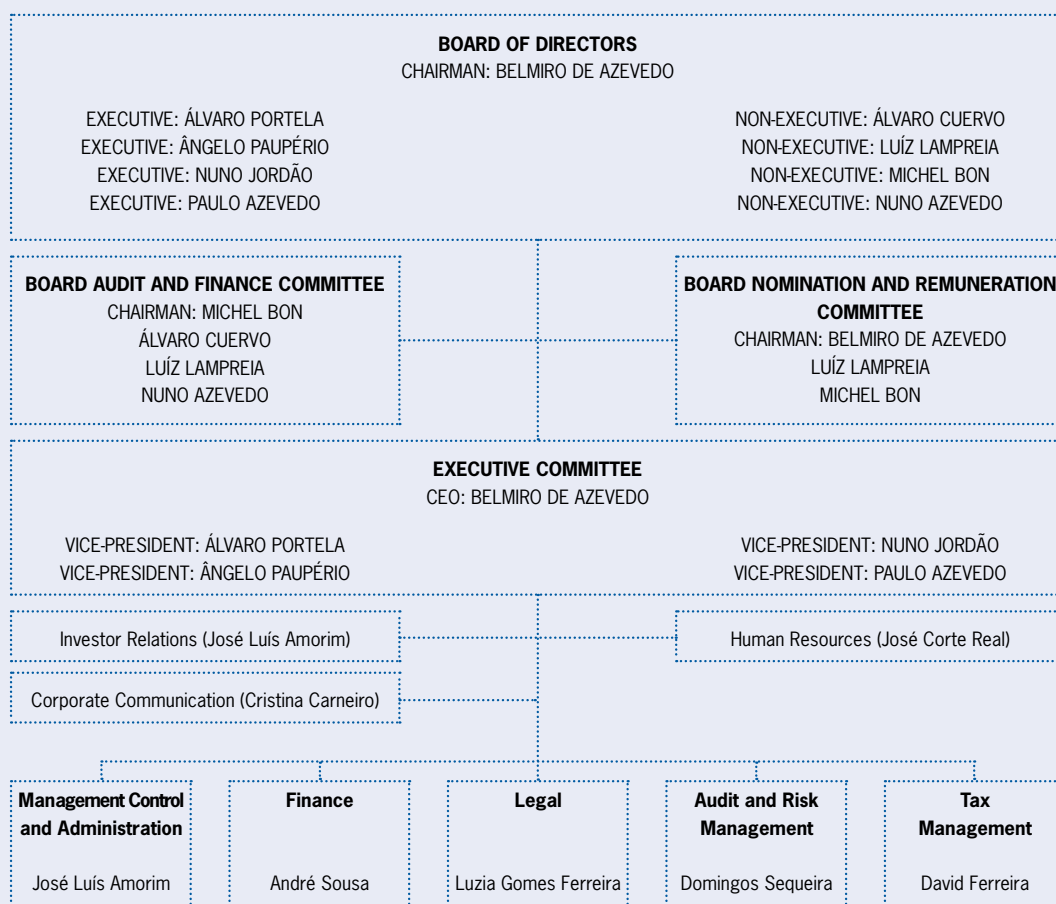 BOARD OF DIRECTORS
CHAIRMAN: BELMIRO DE AZEVEDO
EXECUTIVE: ÁLVARO PORTELA
EXECUTIVE: ÂNGELO PAUPÉRIO
EXECUTIVE: NUNO JORDÃO
EXECUTIVE: PAULO AZEVEDO
NON-EXECUTIVE: ÁLVARO CUERVO
NON-EXECUTIVE: LUÍZ LAMPREIA
NON-EXECUTIVE: MICHEL BON
NON-EXECUTIVE: NUNO AZEVEDO
BOARD AUDIT AND FINANCE COMMITTEE
CHAIRMAN: MICHEL BON
ÁLVARO CUERVO
LUÍZ LAMPREIA
NUNO AZEVEDO
BOARD NOMINATION AND REMUNERATION
COMMITTEE
CHAIRMAN: BELMIRO DE AZEVEDO
LUÍZ LAMPREIA
MICHEL BON
EXECUTIVE COMMITTEE
CEO: BELMIRO DE AZEVEDO
VICE-PRESIDENT: ÁLVARO PORTELA
VICE-PRESIDENT: ÂNGELO PAUPÉRIO
VICE-PRESIDENT: NUNO JORDÃO
VICE-PRESIDENT: PAULO AZEVEDO
Investor Relations (José Luís Amorim)
Human Resources (José Corte Real)
Corporate Communication (Cristina Carneiro)
Management Control
and Administration
José Luís Amorim
Finance
André Sousa
Legal
Luzia Gomes Ferreira
Audit and Risk
Management
Domingos Sequeira
Tax
Management
David Ferreira